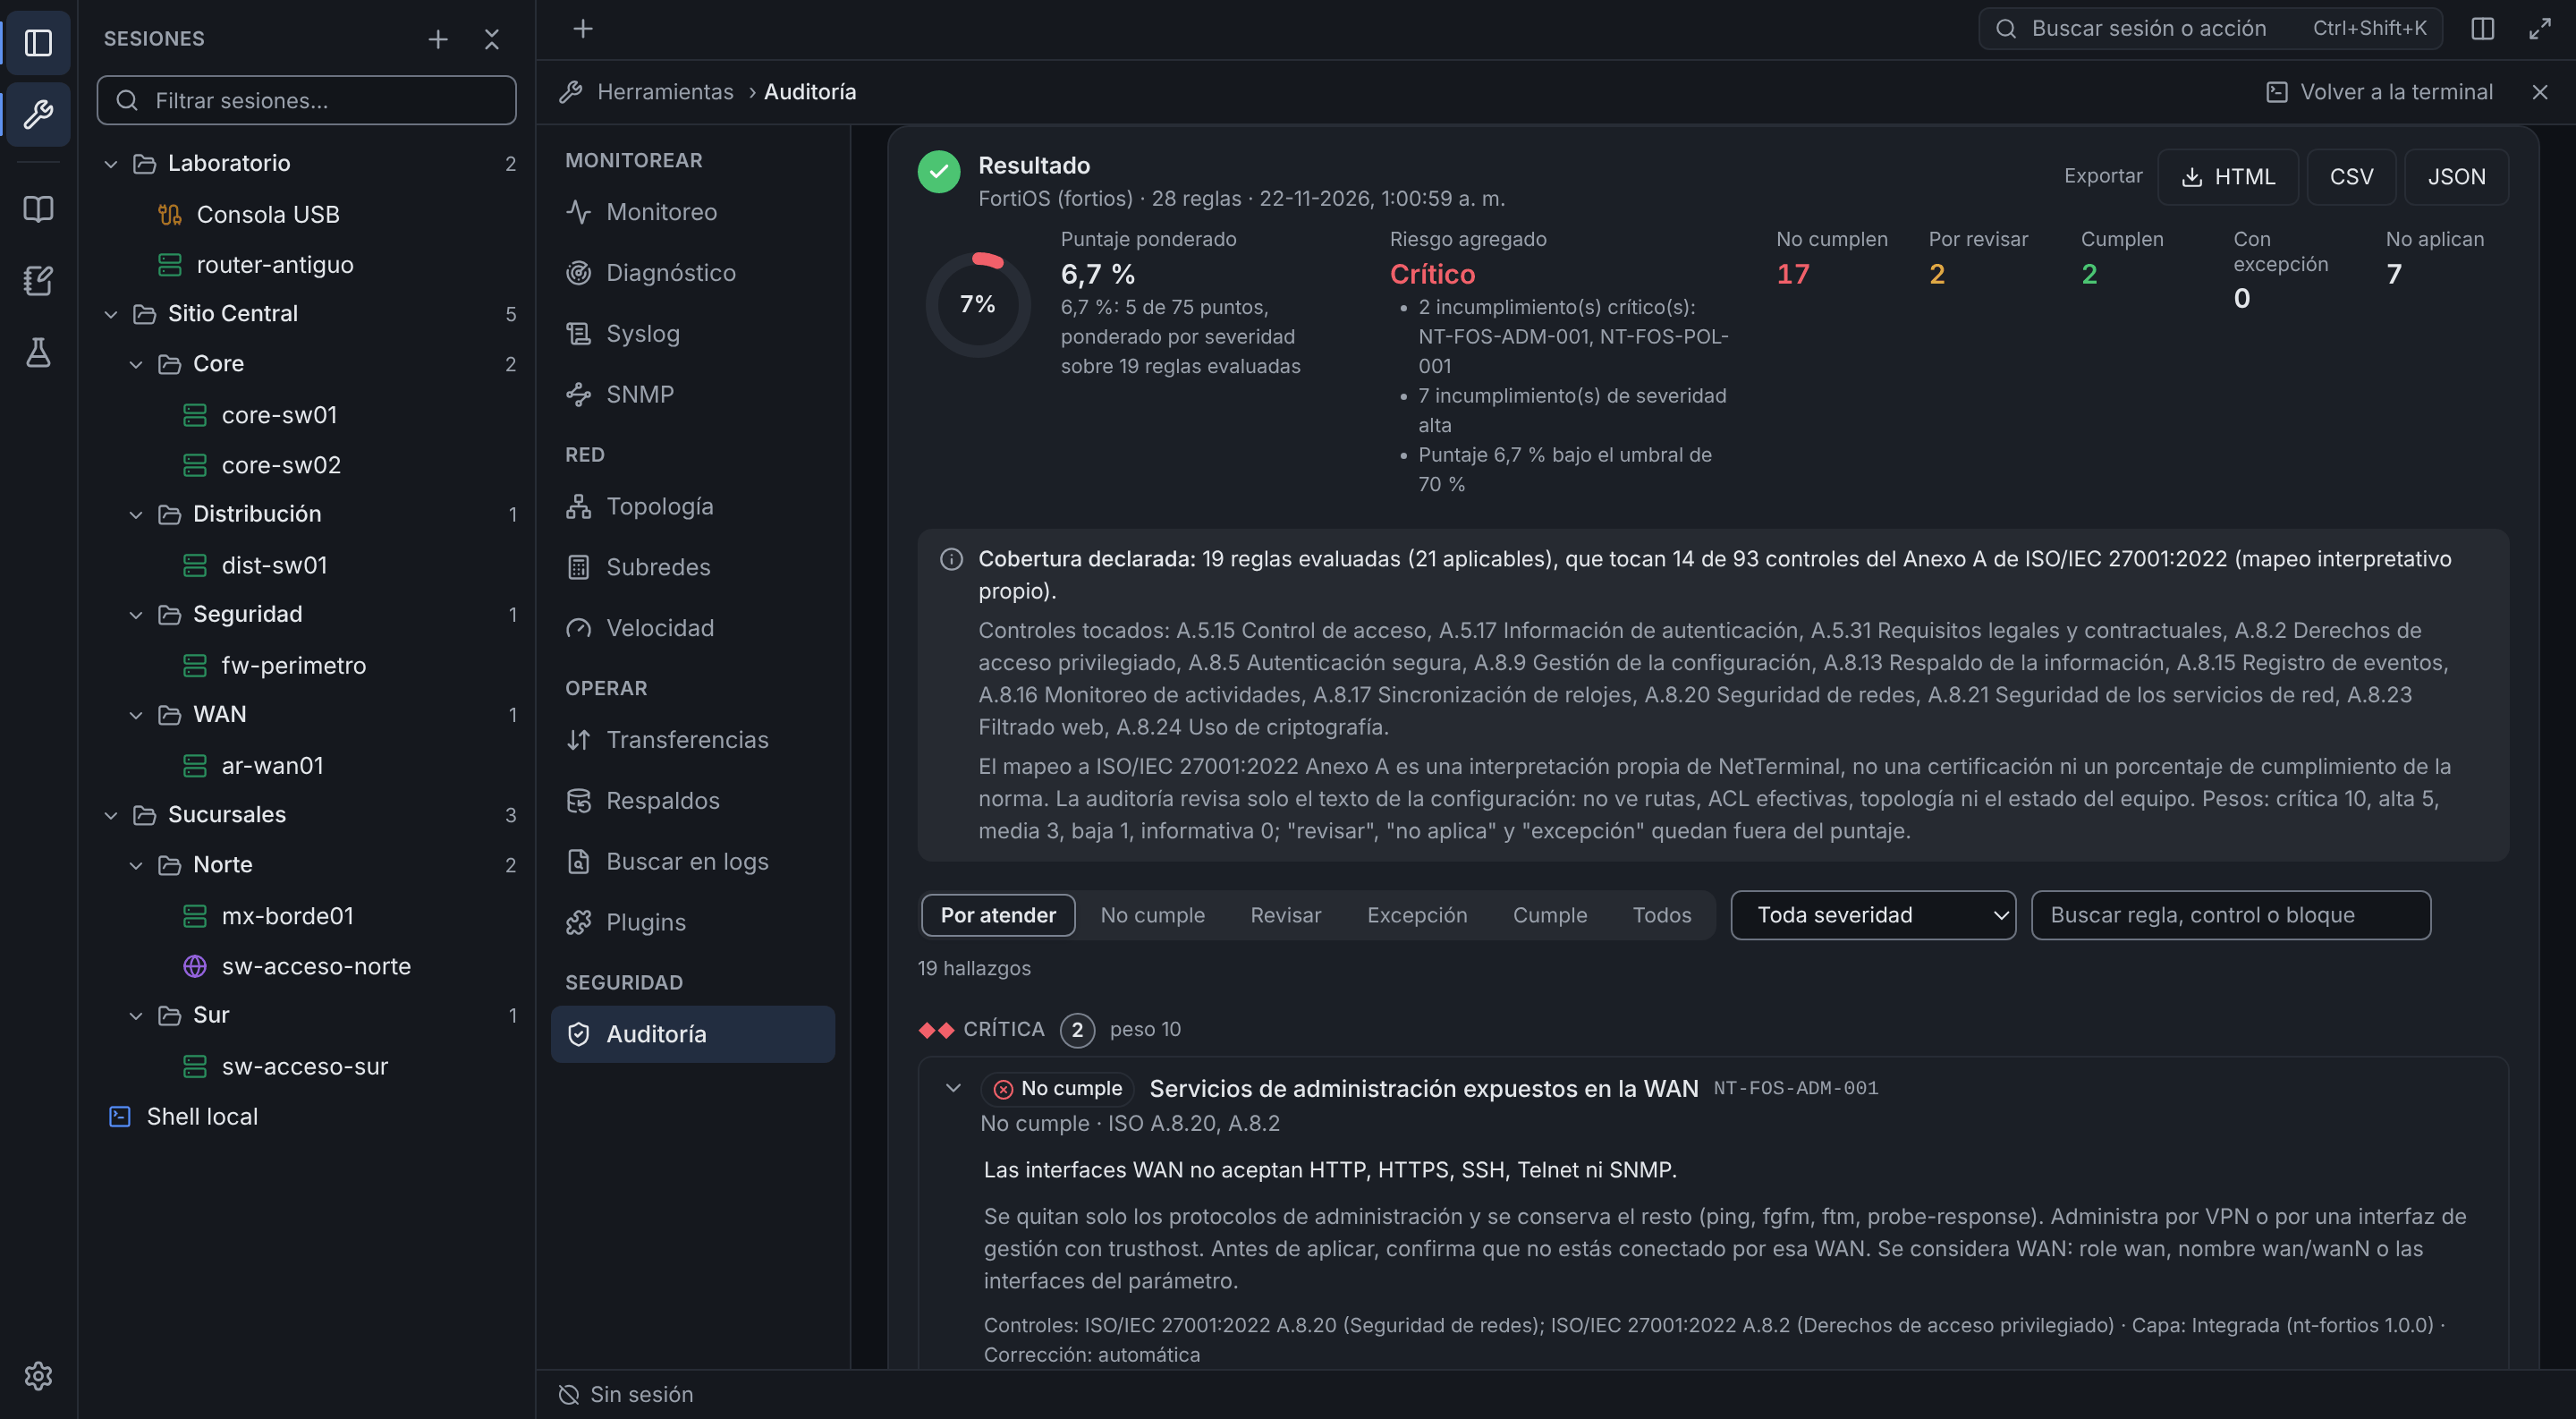 SESIONES
Filtrar sesiones...
Laboratorio 2
Consola USB
router-antiguo
Sitio Central 5
Core 2
core-sw01
core-sw02
Distribución 1
dist-sw01
Seguridad 1
fw-perimetro
WAN 1
ar-wan01
Sucursales 3
Norte 2
mx-borde01
sw-acceso-norte
Sur 1
sw-acceso-sur
Shell local
Buscar sesión o acción Ctrl+Shift+K
Herramientas › Auditoría
Volver a la terminal
MONITOREAR
Monitoreo
Diagnóstico
Syslog
SNMP
RED
Topología
Subredes
Velocidad
OPERAR
Transferencias
Respaldos
Buscar en logs
Plugins
SEGURIDAD
Auditoría
Resultado
FortiOS (fortios) · 28 reglas · 22-11-2026, 1:00:59 a. m.
Exportar HTML CSV JSON
7%
Puntaje ponderado
6,7 %
6,7 %: 5 de 75 puntos,
ponderado por severidad
sobre 19 reglas evaluadas
Riesgo agregado
Crítico
• 2 incumplimiento(s) crítico(s):
NT-FOS-ADM-001, NT-FOS-POL-
001
• 7 incumplimiento(s) de severidad
alta
• Puntaje 6,7 % bajo el umbral de
70 %
No cumplen
17
Por revisar
2
Cumplen
2
Con
excepción
0
No aplican
7
Cobertura declarada: 19 reglas evaluadas (21 aplicables), que tocan 14 de 93 controles del Anexo A de ISO/IEC 27001:2022 (mapeo interpretativo
propio).
Controles tocados: A.5.15 Control de acceso, A.5.17 Información de autenticación, A.5.31 Requisitos legales y contractuales, A.8.2 Derechos de
acceso privilegiado, A.8.5 Autenticación segura, A.8.9 Gestión de la configuración, A.8.13 Respaldo de la información, A.8.15 Registro de eventos,
A.8.16 Monitoreo de actividades, A.8.17 Sincronización de relojes, A.8.20 Seguridad de redes, A.8.21 Seguridad de los servicios de red, A.8.23
Filtrado web, A.8.24 Uso de criptografía.
El mapeo a ISO/IEC 27001:2022 Anexo A es una interpretación propia de NetTerminal, no una certificación ni un porcentaje de cumplimiento de la
norma. La auditoría revisa solo el texto de la configuración: no ve rutas, ACL efectivas, topología ni el estado del equipo. Pesos: crítica 10, alta 5,
media 3, baja 1, informativa 0; "revisar", "no aplica" y "excepción" quedan fuera del puntaje.
Por atender No cumple Revisar Excepción Cumple Todos Toda severidad Buscar regla, control o bloque
19 hallazgos
CRÍTICA 2 peso 10
No cumple Servicios de administración expuestos en la WAN NT-FOS-ADM-001
No cumple · ISO A.8.20, A.8.2
Las interfaces WAN no aceptan HTTP, HTTPS, SSH, Telnet ni SNMP.
Se quitan solo los protocolos de administración y se conserva el resto (ping, fgfm, ftm, probe-response). Administra por VPN o por una interfaz de
gestión con trusthost. Antes de aplicar, confirma que no estás conectado por esa WAN. Se considera WAN: role wan, nombre wan/wanN o las
interfaces del parámetro.
Controles: ISO/IEC 27001:2022 A.8.20 (Seguridad de redes); ISO/IEC 27001:2022 A.8.2 (Derechos de acceso privilegiado) · Capa: Integrada (nt-fortios 1.0.0) ·
Corrección: automática
Sin sesión